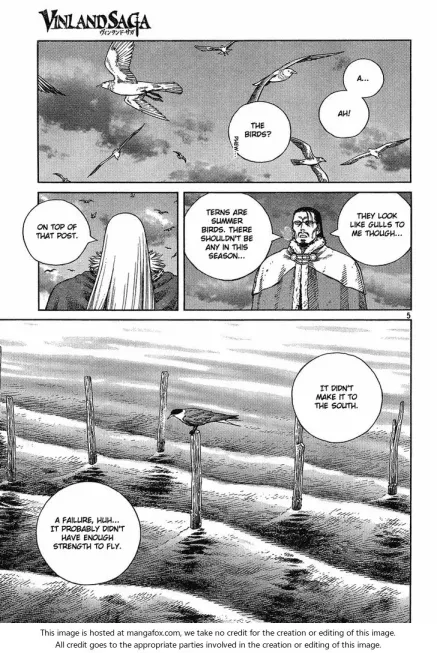 VINLAND SAGA
ヴィンランド・サガ
A...
AH!
THE
BIRDS?
TERNS ARE
SUMMER
BIRDS. THERE
SHOULDN'T BE
ANY IN THIS
SEASON...
THEY LOOK
LIKE GULLS TO
ME THOUGH...
ON TOP OF
THAT POST.
5
IT DIDN'T
MAKE IT TO
THE SOUTH.
A FAILURE, HUH...
IT PROBABLY DIDN'T
HAVE ENOUGH
STRENGTH TO FLY.
This image is hosted at mangafox.com, we take no credit for the creation or editing of this image.
All credit goes to the appropriate parties involved in the creation or editing of this image.